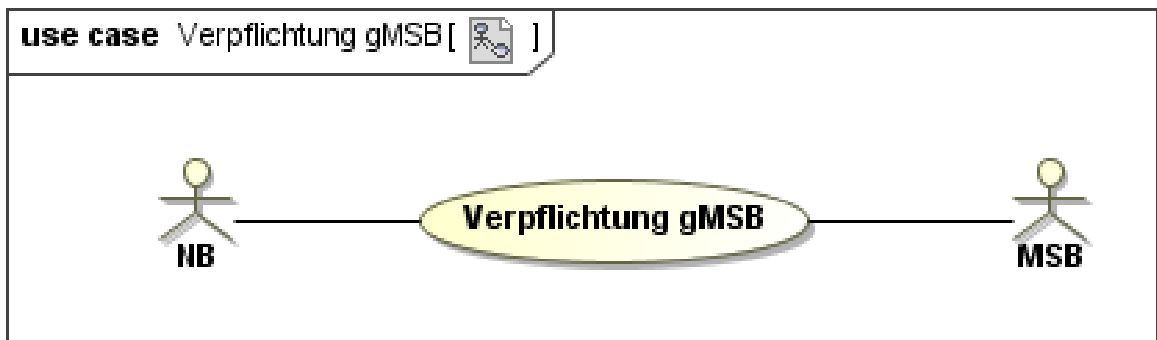 use case Verpflichtung gMSB [ ]
Verpflichtung gMSB
NB
MSB